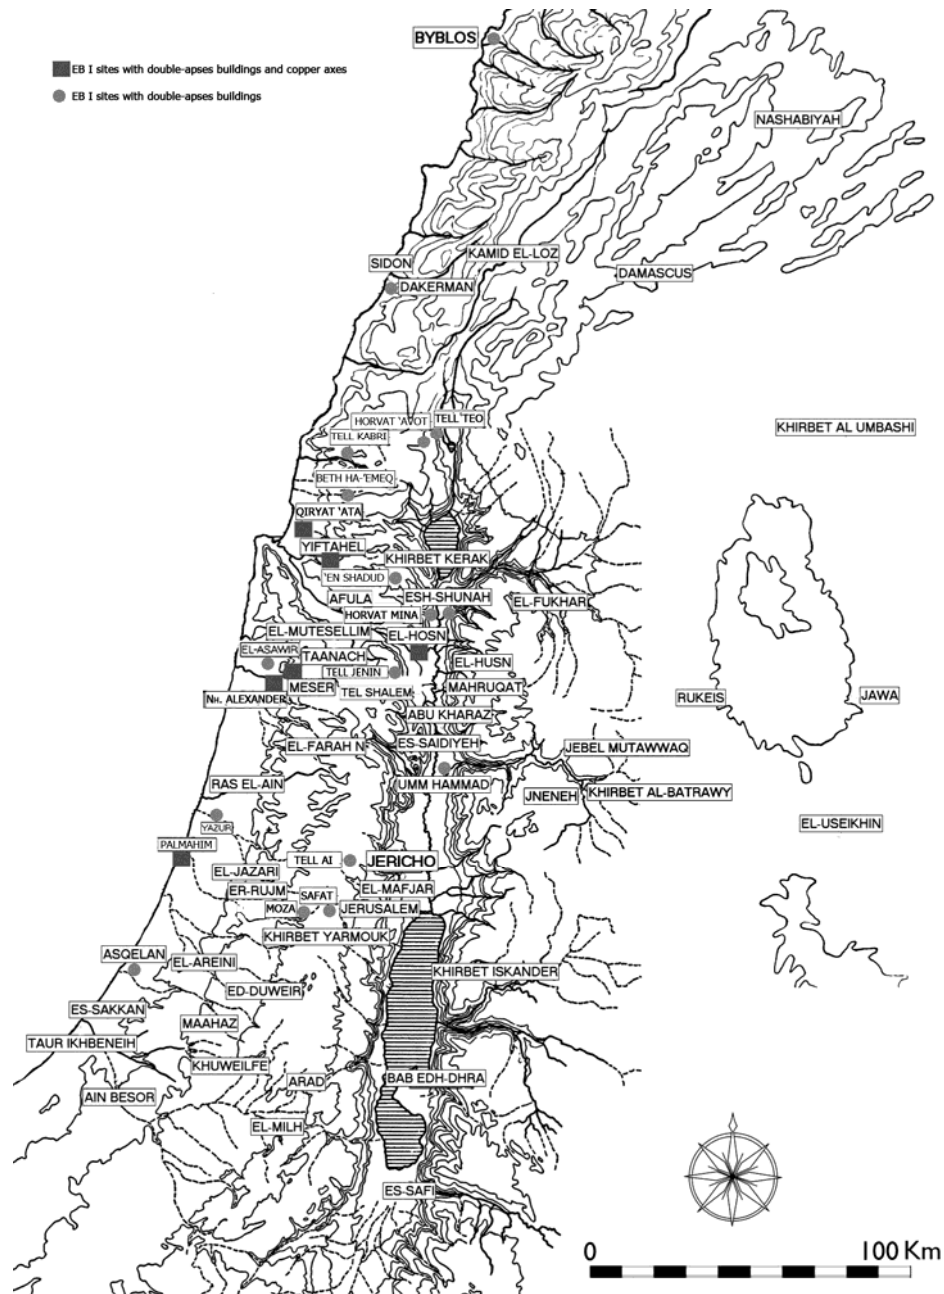 BYBLOS
EB I sites with double-apses buildings and copper axes
EB I sites with double-apses buildings
NASHABIYAH
KAMID EL-LOZ
SIDON
DAMASCUS
DAKERMAN
HORVAT 'AVOT
TELL 'TEO
KHIRBET AL UMBASHI
TELL KABRI
BETH HA-'EMEQ
QIRYAT 'ATA
YIFTAHEL
KHIRBET KERAK
'EN SHADUD
AFULA
ESH-SHUNAH
EL-FUKHAR
HORVAT MINA
EL-MUTESELLIM
EL-HOSN
EL-ASAWIR
TAANACH
EL-HUSN
TELL JENIN
MESER
TEL SHALEM
MAHRUQAT
NH. ALEXANDER
RUKEIS
JAWA
ABU KHARAZ
EL-FARAH N
ES-SAIDIYEH
JEBEL MUTAWWAQ
RAS EL-AIN
UMM HAMMAD
JNENEH
KHIRBET AL-BATRAWY
YAZUR
EL-USEIKHIN
PALMAHIM
TELL AI
JERICHO
EL-JAZARI
ER-RUJM
SAFAT
EL-MAFJAR
MOZA
JERUSALEM
KHIRBET YARMOUK
ASQELAN
EL-AREINI
KHIRBET ISKANDER
ED-DUWEIR
ES-SAKKAN
MAAHAZ
TAUR IKHBENEIH
KHUWEILFE
ARAD
BAB EDH-DHRA
AIN BESOR
EL-MILH
ES-SAFI
0
100 Km